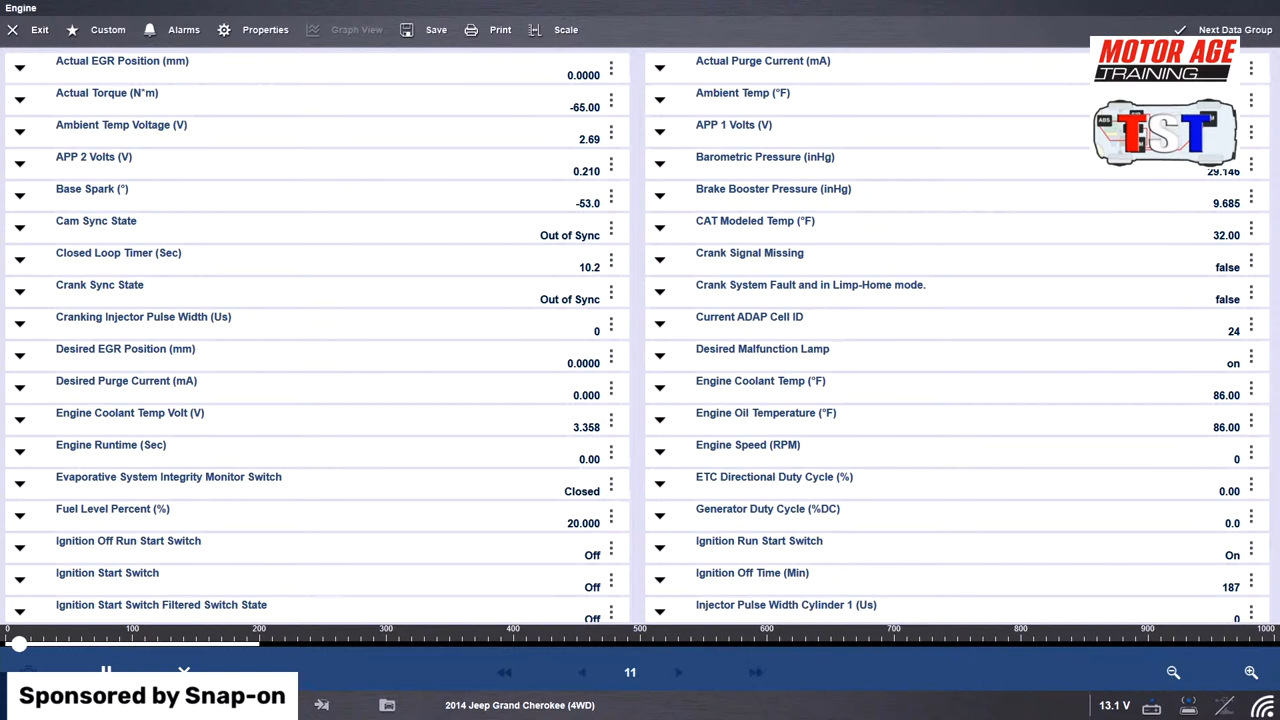 Engine
Exit Custom Alarms Properties Graph View Save Print Scale Next Data Group
MOTOR AGE
TRAINING
TST
ABS
Actual EGR Position (mm) 0.0000
Actual Purge Current (mA)
Actual Torque (N*m) -65.00
Ambient Temp (°F)
Ambient Temp Voltage (V) 2.69
APP 1 Volts (V)
APP 2 Volts (V) 0.210
Barometric Pressure (inHg) 29.146
Base Spark (°) -53.0
Brake Booster Pressure (inHg) 9.685
Cam Sync State Out of Sync
CAT Modeled Temp (°F) 32.00
Closed Loop Timer (Sec) 10.2
Crank Signal Missing false
Crank Sync State Out of Sync
Crank System Fault and in Limp-Home mode. false
Cranking Injector Pulse Width (Us) 0
Current ADAP Cell ID 24
Desired EGR Position (mm) 0.0000
Desired Malfunction Lamp on
Desired Purge Current (mA) 0.000
Engine Coolant Temp (°F) 86.00
Engine Coolant Temp Volt (V) 3.358
Engine Oil Temperature (°F) 86.00
Engine Runtime (Sec) 0.00
Engine Speed (RPM) 0
Evaporative System Integrity Monitor Switch Closed
ETC Directional Duty Cycle (%) 0.00
Fuel Level Percent (%) 20.000
Generator Duty Cycle (%DC) 0.0
Ignition Off Run Start Switch Off
Ignition Run Start Switch On
Ignition Start Switch Off
Ignition Off Time (Min) 187
Ignition Start Switch Filtered Switch State Off
Injector Pulse Width Cylinder 1 (Us) 0
0 100 200 300 400 500 600 700 800 900 1000
11
Sponsored by Snap-on
2014 Jeep Grand Cherokee (4WD) 13.1 V